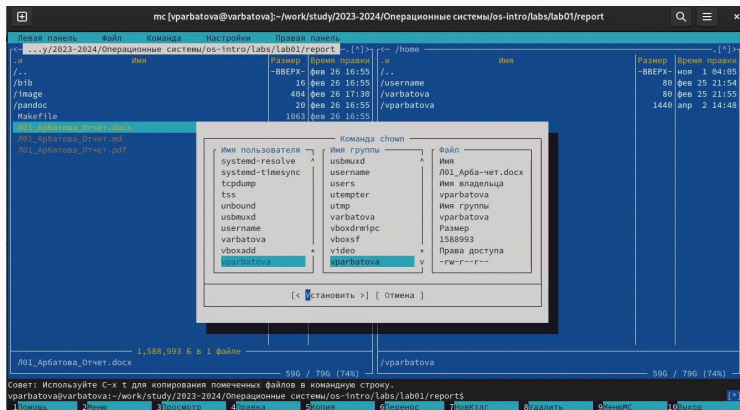 mc [vparbatova@varbatova]:~/work/study/2023-2024/Операционные системы/os-intro/labs/lab01/report
Левая панель Файл Команда Настройки Правая панель
<— ...y/2023-2024/Операционные системы/os-intro/labs/lab01/report —.[^]>
.и Имя Размер Время правки
/.. -ВВЕРХ- фев 26 16:55
/bib 16 фев 26 16:55
/image 404 фев 26 17:30
/pandoc 20 фев 26 16:55
Makefile 1063 фев 26 16:55
Л01_Арбатова_Отчет.docx
Л01_Арбатова_Отчет.md
Л01_Арбатова_Отчет.pdf
1,588,993 Б в 1 файле
Л01_Арбатова_Отчет.docx
59G / 79G (74%)
<— /home —.[^]>
.и Имя Размер Время правки
/.. -ВВЕРХ- ноя 1 04:05
/username 80 фев 25 21:54
/varbatova 80 фев 25 21:55
/vparbatova 1440 апр 2 14:48
/vparbatova
59G / 79G (74%)
Команда chown
Имя пользователя
systemd-resolve
systemd-timesync
tcpdump
tss
unbound
usbmuxd
username
varbatova
vboxadd
vparbatova
Имя группы
usbmuxd
username
users
utempter
utmp
varbatova
vboxdrmipc
vboxsf
video
vparbatova
Файл
Имя
Л01_Арба~чет.docx
Имя владельца
vparbatova
Имя группы
vparbatova
Размер
1588993
Права доступа
-rw-r--r--
[< Установить >] [ Отмена ]
Совет: Используйте C-x t для копирования помеченных файлов в командную строку.
vparbatova@varbatova:~/work/study/2023-2024/Операционные системы/os-intro/labs/lab01/report$ [^]
1Помощь 2Меню 3Просмотр 4Правка 5Копия 6Перенос 7НовКтлг 8Удалить 9МенюMC 10Выход